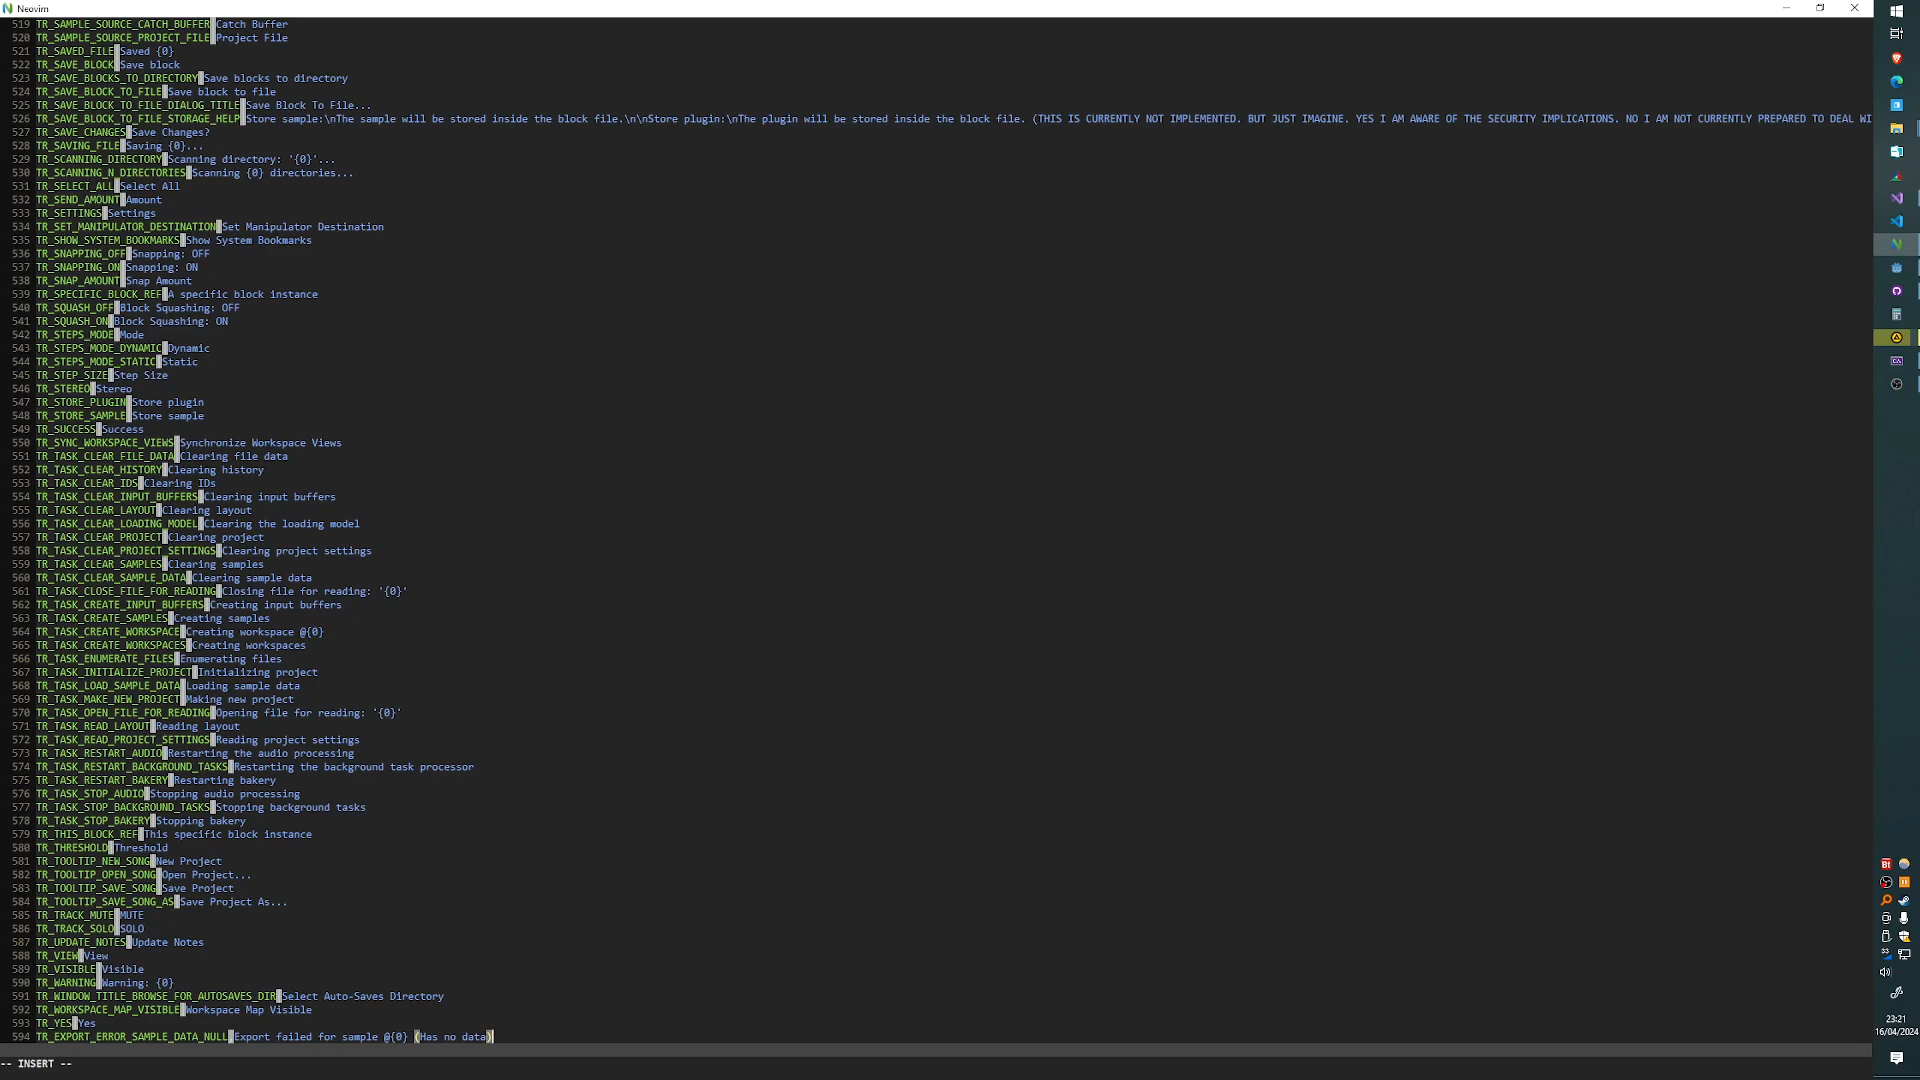 Neovim
519 TR_SAMPLE_SOURCE_CATCH_BUFFER Catch Buffer
520 TR_SAMPLE_SOURCE_PROJECT_FILE Project File
521 TR_SAVED_FILE Saved {0}
522 TR_SAVE_BLOCK Save block
523 TR_SAVE_BLOCKS_TO_DIRECTORY Save blocks to directory
524 TR_SAVE_BLOCK_TO_FILE Save block to file
525 TR_SAVE_BLOCK_TO_FILE_DIALOG_TITLE Save Block To File...
526 TR_SAVE_BLOCK_TO_FILE_STORAGE_HELP Store sample:\nThe sample will be stored inside the block file.\n\nStore plugin:\nThe plugin will be stored inside the block file. (THIS IS CURRENTLY NOT IMPLEMENTED. BUT JUST IMAGINE. YES I AM AWARE OF THE SECURITY IMPLICATIONS. NO I AM NOT CURRENTLY PREPARED TO DEAL WI
527 TR_SAVE_CHANGES Save Changes?
528 TR_SAVING_FILE Saving {0}...
529 TR_SCANNING_DIRECTORY Scanning directory: '{0}'...
530 TR_SCANNING_N_DIRECTORIES Scanning {0} directories...
531 TR_SELECT_ALL Select All
532 TR_SEND_AMOUNT Amount
533 TR_SETTINGS Settings
534 TR_SET_MANIPULATOR_DESTINATION Set Manipulator Destination
535 TR_SHOW_SYSTEM_BOOKMARKS Show System Bookmarks
536 TR_SNAPPING_OFF Snapping: OFF
537 TR_SNAPPING_ON Snapping: ON
538 TR_SNAP_AMOUNT Snap Amount
539 TR_SPECIFIC_BLOCK_REF A specific block instance
540 TR_SQUASH_OFF Block Squashing: OFF
541 TR_SQUASH_ON Block Squashing: ON
542 TR_STEPS_MODE Mode
543 TR_STEPS_MODE_DYNAMIC Dynamic
544 TR_STEPS_MODE_STATIC Static
545 TR_STEP_SIZE Step Size
546 TR_STEREO Stereo
547 TR_STORE_PLUGIN Store plugin
548 TR_STORE_SAMPLE Store sample
549 TR_SUCCESS Success
550 TR_SYNC_WORKSPACE_VIEWS Synchronize Workspace Views
551 TR_TASK_CLEAR_FILE_DATA Clearing file data
552 TR_TASK_CLEAR_HISTORY Clearing history
553 TR_TASK_CLEAR_IDS Clearing IDs
554 TR_TASK_CLEAR_INPUT_BUFFERS Clearing input buffers
555 TR_TASK_CLEAR_LAYOUT Clearing layout
556 TR_TASK_CLEAR_LOADING_MODEL Clearing the loading model
557 TR_TASK_CLEAR_PROJECT Clearing project
558 TR_TASK_CLEAR_PROJECT_SETTINGS Clearing project settings
559 TR_TASK_CLEAR_SAMPLES Clearing samples
560 TR_TASK_CLEAR_SAMPLE_DATA Clearing sample data
561 TR_TASK_CLOSE_FILE_FOR_READING Closing file for reading: '{0}'
562 TR_TASK_CREATE_INPUT_BUFFERS Creating input buffers
563 TR_TASK_CREATE_SAMPLES Creating samples
564 TR_TASK_CREATE_WORKSPACE Creating workspace @{0}
565 TR_TASK_CREATE_WORKSPACES Creating workspaces
566 TR_TASK_ENUMERATE_FILES Enumerating files
567 TR_TASK_INITIALIZE_PROJECT Initializing project
568 TR_TASK_LOAD_SAMPLE_DATA Loading sample data
569 TR_TASK_MAKE_NEW_PROJECT Making new project
570 TR_TASK_OPEN_FILE_FOR_READING Opening file for reading: '{0}'
571 TR_TASK_READ_LAYOUT Reading layout
572 TR_TASK_READ_PROJECT_SETTINGS Reading project settings
573 TR_TASK_RESTART_AUDIO Restarting the audio processing
574 TR_TASK_RESTART_BACKGROUND_TASKS Restarting the background task processor
575 TR_TASK_RESTART_BAKERY Restarting bakery
576 TR_TASK_STOP_AUDIO Stopping audio processing
577 TR_TASK_STOP_BACKGROUND_TASKS Stopping background tasks
578 TR_TASK_STOP_BAKERY Stopping bakery
579 TR_THIS_BLOCK_REF This specific block instance
580 TR_THRESHOLD Threshold
581 TR_TOOLTIP_NEW_SONG New Project
582 TR_TOOLTIP_OPEN_SONG Open Project...
583 TR_TOOLTIP_SAVE_SONG Save Project
584 TR_TOOLTIP_SAVE_SONG_AS Save Project As...
585 TR_TRACK_MUTE MUTE
586 TR_TRACK_SOLO SOLO
587 TR_UPDATE_NOTES Update Notes
588 TR_VIEW View
589 TR_VISIBLE Visible
590 TR_WARNING Warning: {0}
591 TR_WINDOW_TITLE_BROWSE_FOR_AUTOSAVES_DIR Select Auto-Saves Directory
592 TR_WORKSPACE_MAP_VISIBLE Workspace Map Visible
593 TR_YES Yes
594 TR_EXPORT_ERROR_SAMPLE_DATA_NULL Export failed for sample @{0} (Has no data)
-- INSERT --
23:21
16/04/2024